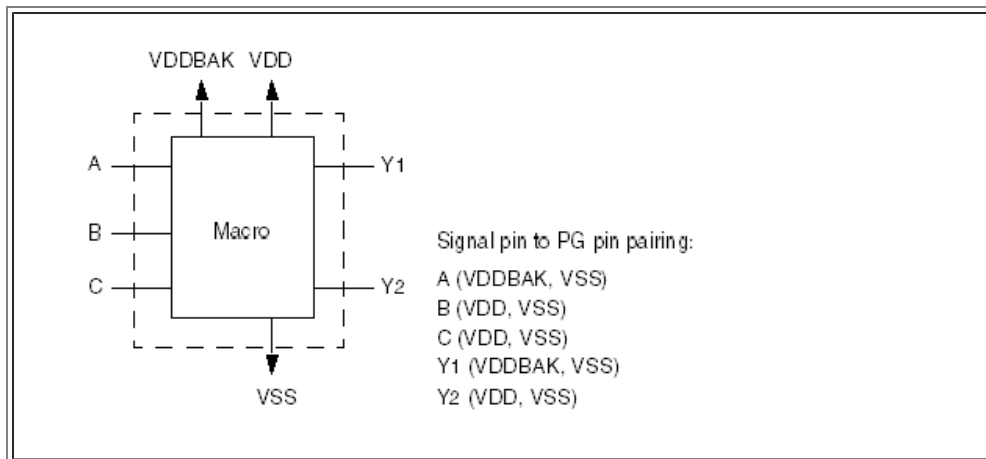 VDDBAK VDD
A
Y1
B
Macro
C
Y2
VSS
Signal pin to PG pin pairing:
A (VDDBAK, VSS)
B (VDD, VSS)
C (VDD, VSS)
Y1 (VDDBAK, VSS)
Y2 (VDD, VSS)